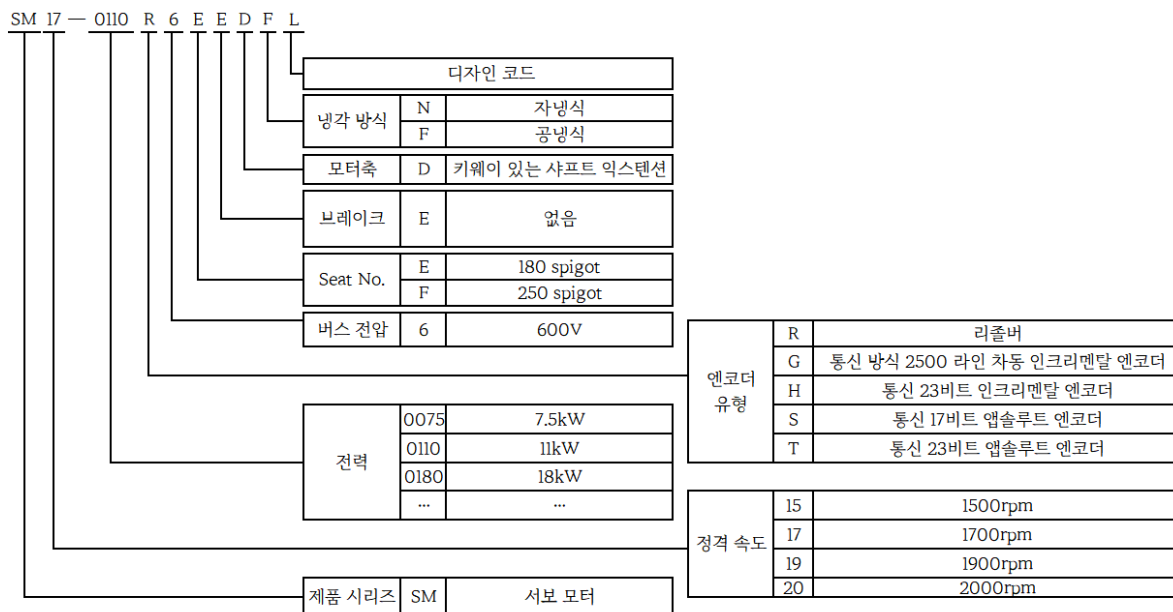 SM 17 — 0110 R 6 E E D F L
디자인 코드
냉각 방식 N 자냉식
F 공냉식
모터축 D 키웨이 있는 샤프트 익스텐션
브레이크 E 없음
Seat No. E 180 spigot
F 250 spigot
버스 전압 6 600V
엔코더 유형 R 리졸버
G 통신 방식 2500 라인 차동 인크리멘탈 엔코더
H 통신 23비트 인크리멘탈 엔코더
S 통신 17비트 앱솔루트 엔코더
T 통신 23비트 앱솔루트 엔코더
전력 0075 7.5kW
0110 11kW
0180 18kW
... ...
정격 속도 15 1500rpm
17 1700rpm
19 1900rpm
20 2000rpm
제품 시리즈 SM 서보 모터